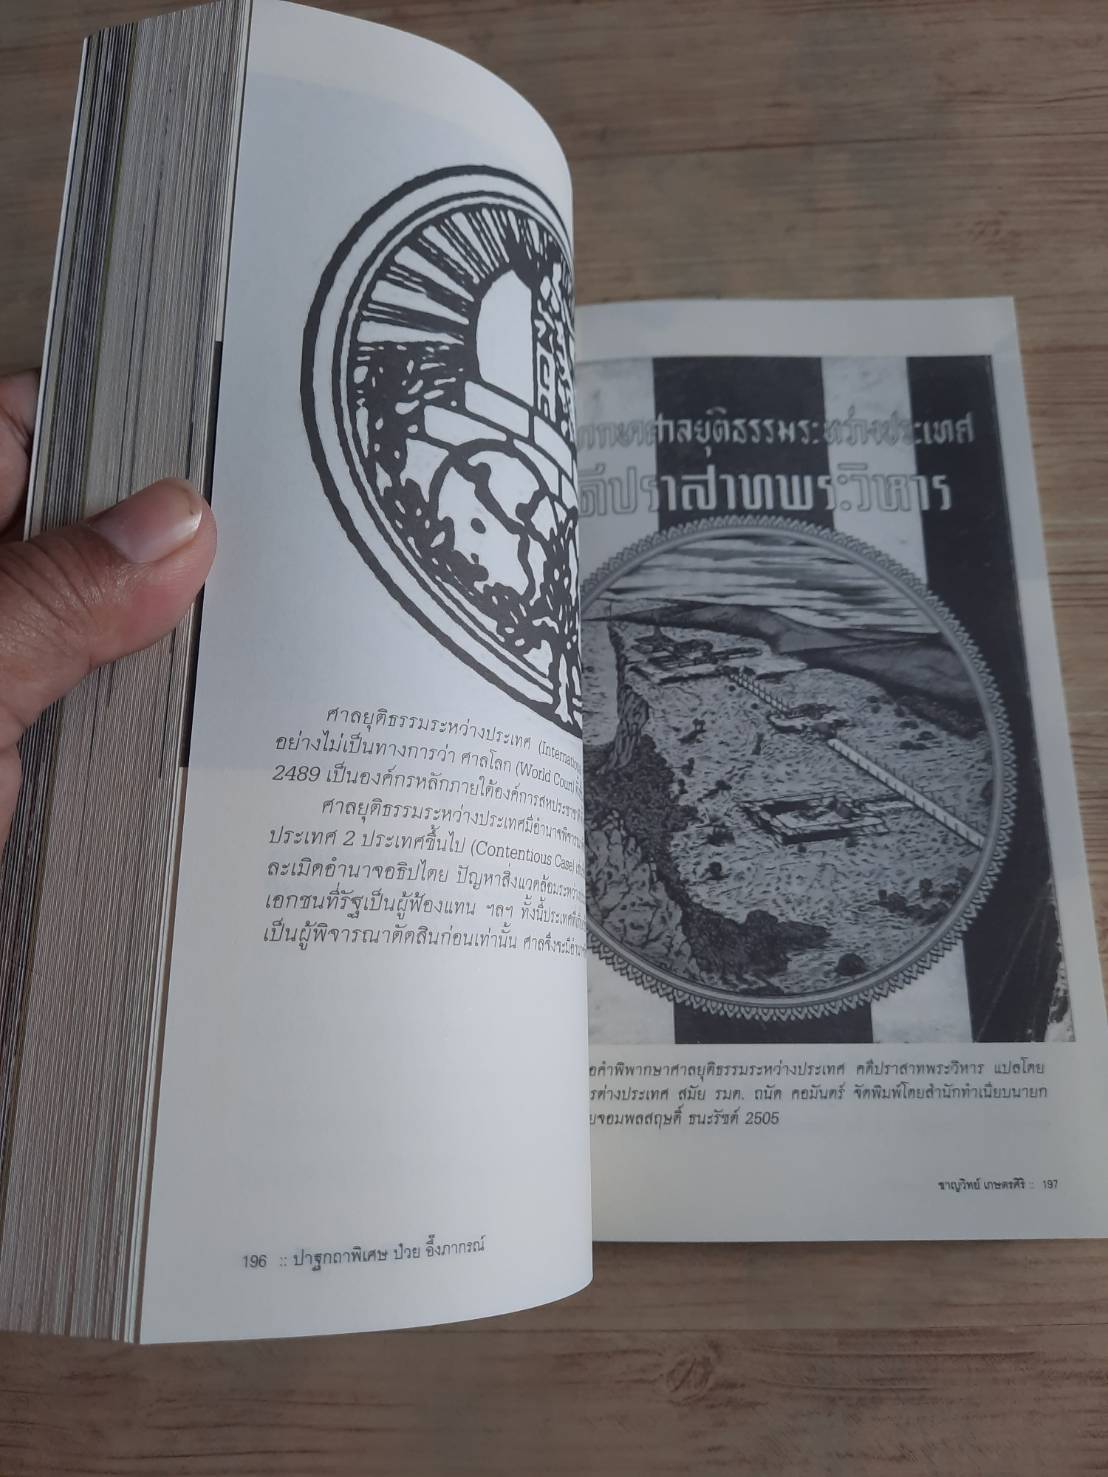 ศาลยุติธรรมระหว่างประเทศ (International
อย่างไม่เป็นทางการว่า ศาลโลก (World Court)
2489 เป็นองค์กรหลักภายใต้องค์การสหประชาชาติ
ศาลยุติธรรมระหว่างประเทศมีอำนาจพิจารณา
ประเทศ 2 ประเทศขึ้นไป (Contentious Case)
ละเมิดอำนาจอธิปไตย ปัญหาสิ่งแวดล้อมระหว่าง
เอกชนที่รัฐเป็นผู้ฟ้องแทน ฯลฯ ทั้งนี้ประเทศ
เป็นผู้พิจารณาตัดสินก่อนเท่านั้น ศาลจึงจะมีอำนาจ
196 :: ปาฐกถาพิเศษ ป๋วย อึ๊งภากรณ์
ศาลยุติธรรมระหว่างประเทศ
คดีปราสาทพระวิหาร
คำพิพากษาศาลยุติธรรมระหว่างประเทศ คดีปราสาทพระวิหาร แปลโดย
ต่างประเทศ สมัย รมต. ถนัด คอมันตร์ จัดพิมพ์โดยสำนักทำเนียบนายก
จอมพลสฤษดิ์ ธนะรัชต์ 2505
ชาญวิทย์ เกษตรศิริ :: 197